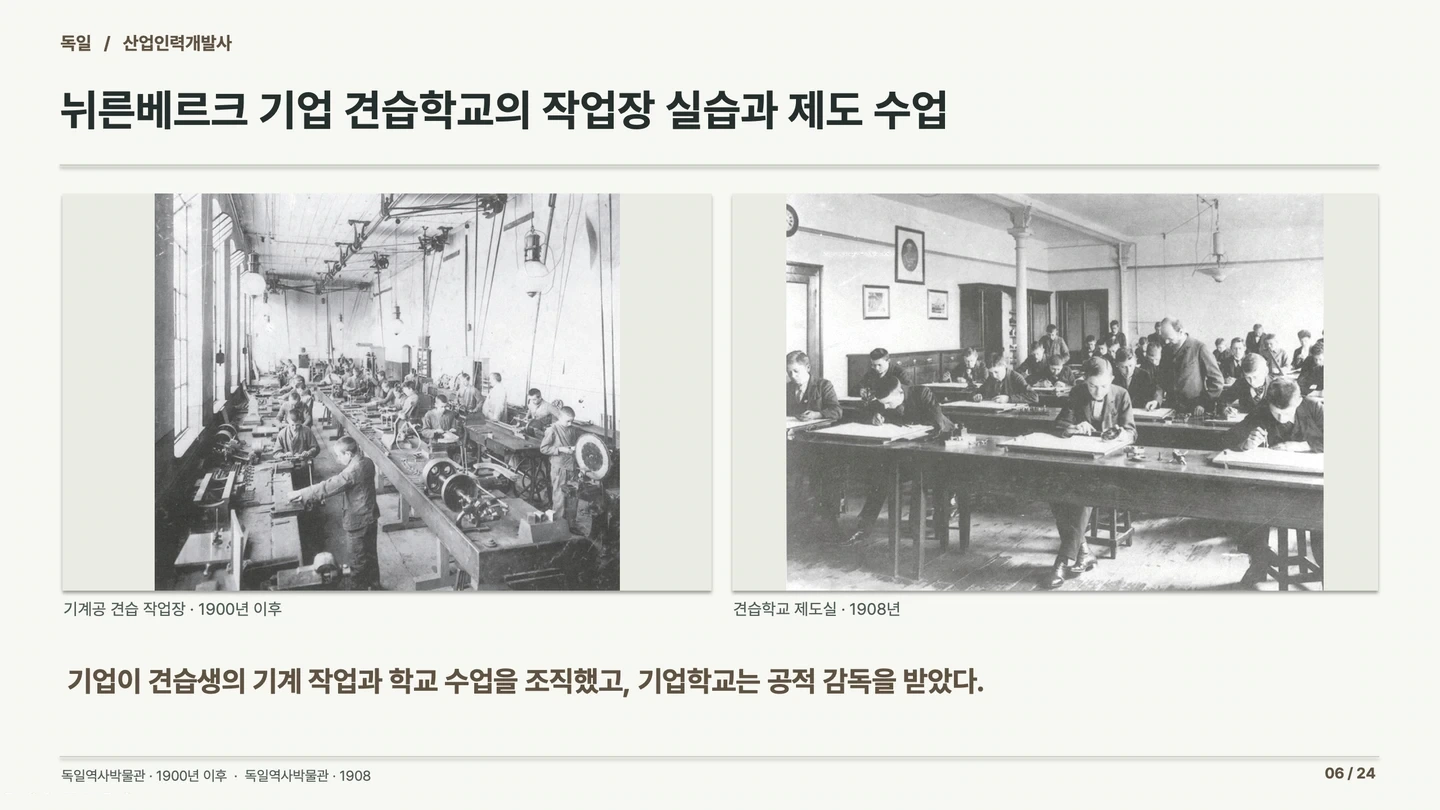 독일 / 산업인력개발사
뉘른베르크 기업 견습학교의 작업장 실습과 제도 수업
기계공 견습 작업장 · 1900년 이후
견습학교 제도실 · 1908년
기업이 견습생의 기계 작업과 학교 수업을 조직했고, 기업학교는 공적 감독을 받았다.
독일역사박물관 · 1900년 이후 · 독일역사박물관 · 1908
06 / 24